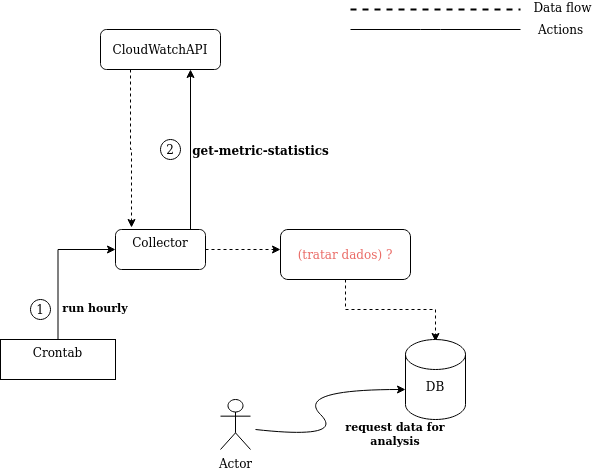 Data flow
Actions
CloudWatchAPI
2
get-metric-statistics
Collector
(tratar dados) ?
1
run hourly
Crontab
DB
request data for
analysis
Actor